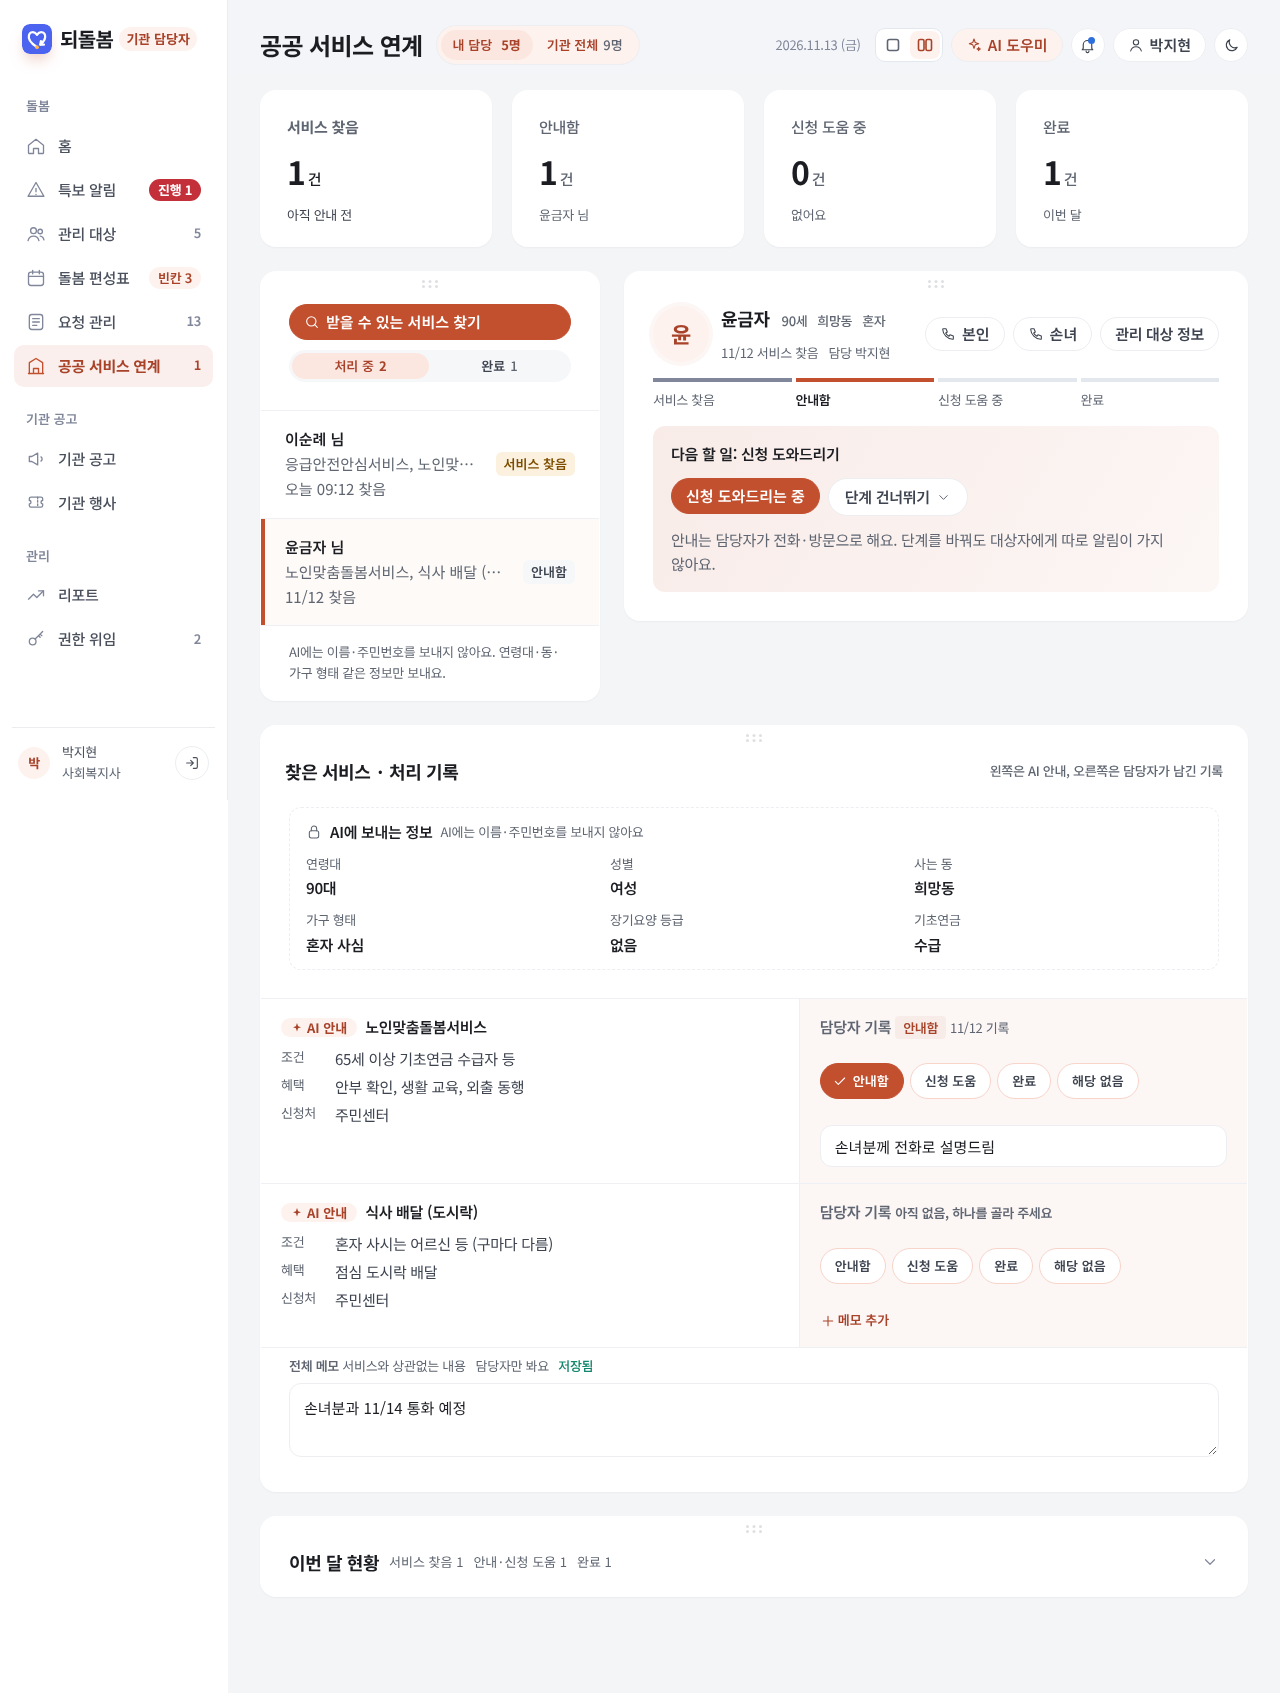 되돌봄 기관 담당자
돌봄
홈
특보 알림 진행 1
관리 대상 5
돌봄 편성표 빈칸 3
요청 관리 13
공공 서비스 연계 1
기관 공고
기관 공고
기관 행사
관리
리포트
권한 위임 2
박 박지현
사회복지사
공공 서비스 연계 내 담당 5명 기관 전체 9명
2026.11.13 (금) AI 도우미 박지현
서비스 찾음
1건
아직 안내 전
안내함
1건
윤금자 님
신청 도움 중
0건
없어요
완료
1건
이번 달
받을 수 있는 서비스 찾기
처리 중 2 완료 1
이순례 님
응급안전안심서비스, 노인맞… 서비스 찾음
오늘 09:12 찾음
윤금자 님
노인맞춤돌봄서비스, 식사 배달 (… 안내함
11/12 찾음
AI에는 이름·주민번호를 보내지 않아요. 연령대·동·
가구 형태 같은 정보만 보내요.
윤 윤금자 90세 희망동 혼자
11/12 서비스 찾음 담당 박지현
본인 손녀 관리 대상 정보
서비스 찾음 안내함 신청 도움 중 완료
다음 할 일: 신청 도와드리기
신청 도와드리는 중 단계 건너뛰기
안내는 담당자가 전화·방문으로 해요. 단계를 바꿔도 대상자에게 따로 알림이 가지
않아요.
찾은 서비스 · 처리 기록 왼쪽은 AI 안내, 오른쪽은 담당자가 남긴 기록
AI에 보내는 정보 AI에는 이름·주민번호를 보내지 않아요
연령대 성별 사는 동
90대 여성 희망동
가구 형태 장기요양 등급 기초연금
혼자 사심 없음 수급
AI 안내 노인맞춤돌봄서비스
조건 65세 이상 기초연금 수급자 등
혜택 안부 확인, 생활 교육, 외출 동행
신청처 주민센터
담당자 기록 안내함 11/12 기록
안내함 신청 도움 완료 해당 없음
손녀분께 전화로 설명드림
AI 안내 식사 배달 (도시락)
조건 혼자 사시는 어르신 등 (구마다 다름)
혜택 점심 도시락 배달
신청처 주민센터
담당자 기록 아직 없음, 하나를 골라 주세요
안내함 신청 도움 완료 해당 없음
메모 추가
전체 메모 서비스와 상관없는 내용 담당자만 봐요 저장됨
손녀분과 11/14 통화 예정
이번 달 현황 서비스 찾음 1 안내·신청 도움 1 완료 1